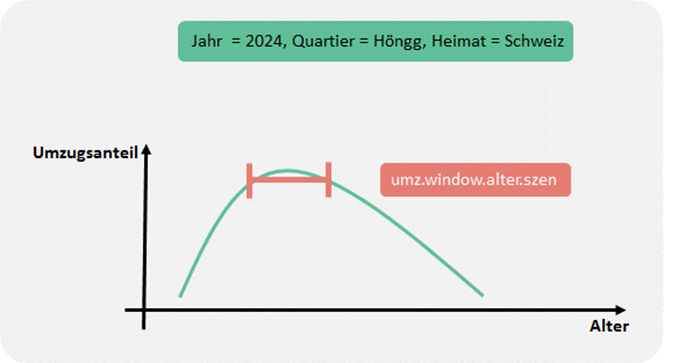 Jahr  = 2024, Quartier = Höngg, Heimat = Schweiz
Umzugsanteil
umz.window.alter.szen
Alter